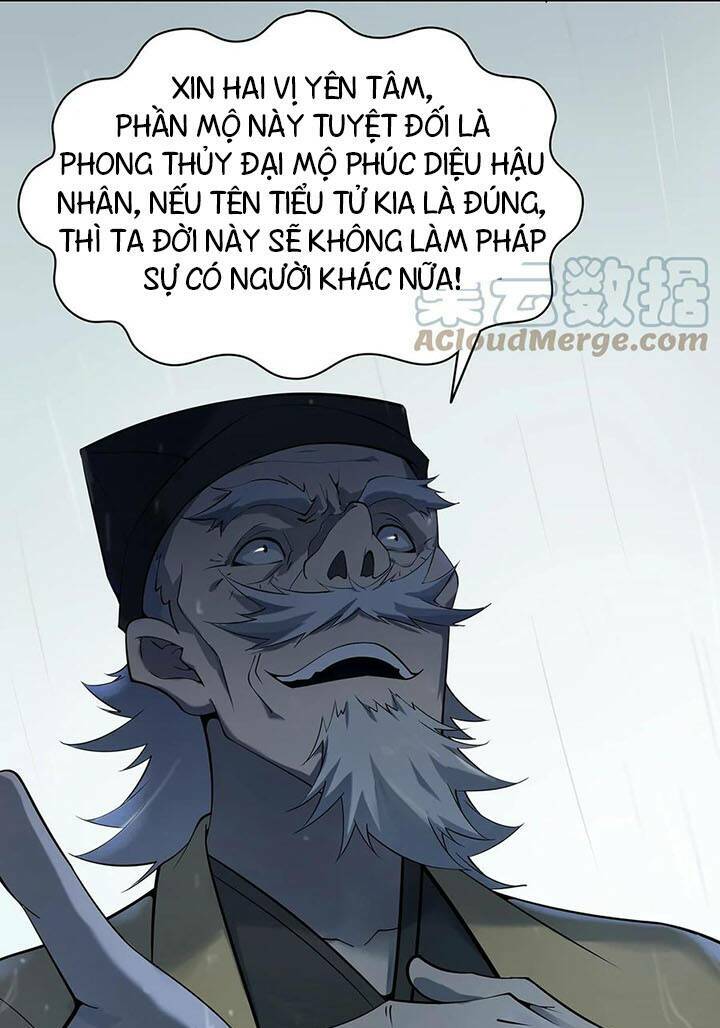 XIN HAI VỊ YÊN TÂM,
PHẦN MỘ NÀY TUYỆT ĐỐI LÀ
PHONG THỦY ĐẠI MỘ PHÚC DIỆU HẬU
NHÂN, NẾU TÊN TIỂU TỬ KIA LÀ ĐÚNG,
THÌ TA ĐỜI NÀY SẼ KHÔNG LÀM PHÁP
SỰ CÓ NGƯỜI KHÁC NỮA!
采云数据
ACloudMerge.com